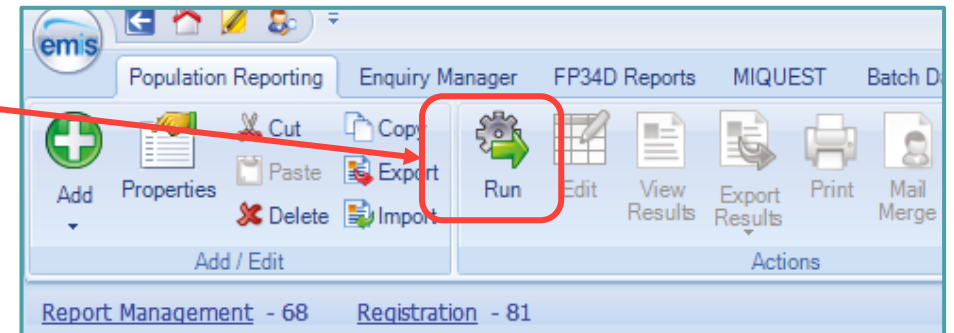 emis
Population Reporting Enquiry Manager FP34D Reports MIQUEST Batch D
Add
Properties
Cut
Paste
Delete
Copy
Export
Import
Add / Edit
Run
Edit
View
Results
Export
Results
Print
Mail
Merge
Actions
Report Management - 68 Registration - 81